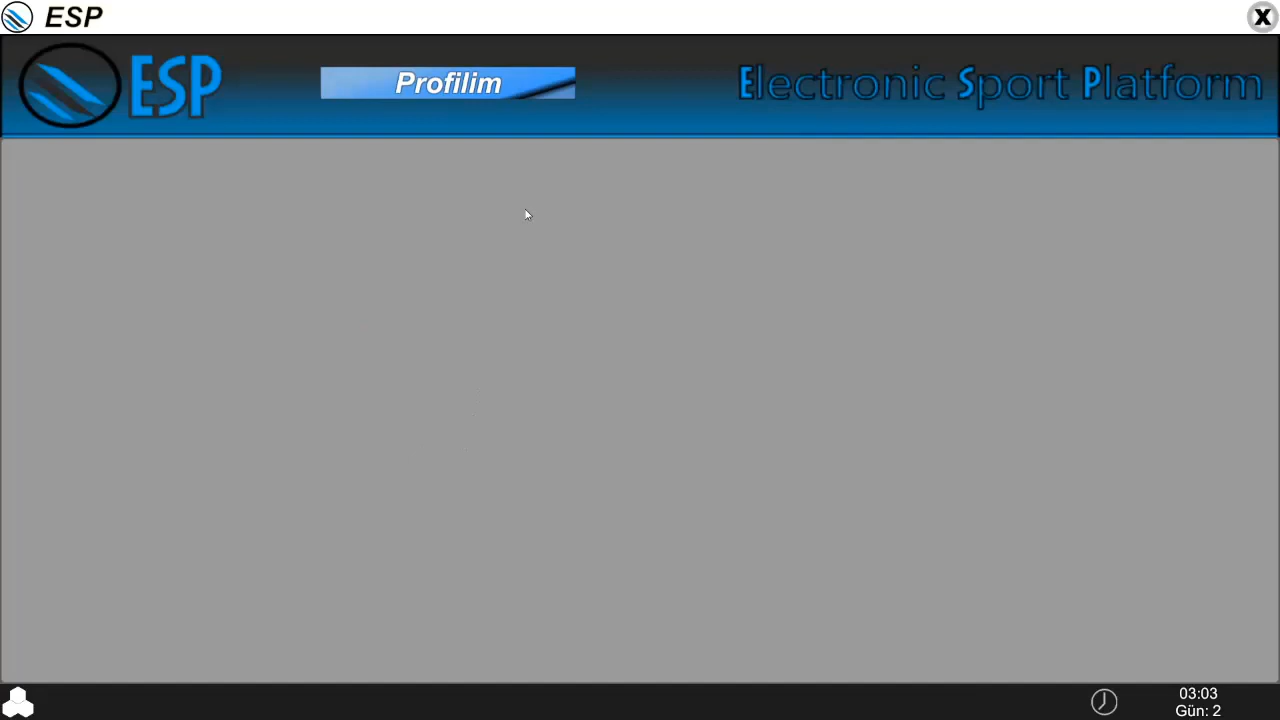 ESP
ESP
Profilim
Electronic Sport Platform
03:03
Gün: 2